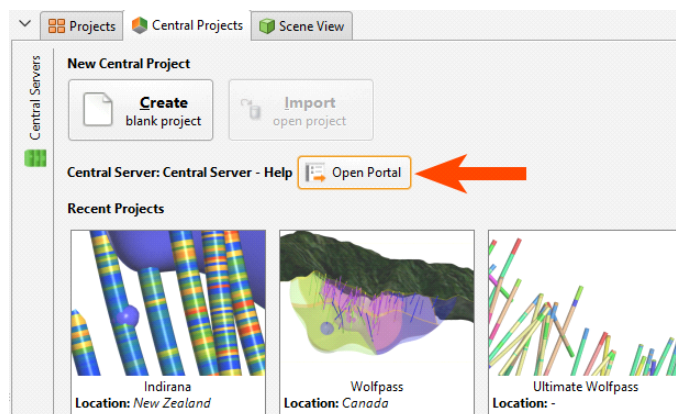 Projects
Central Projects
Scene View
Central Servers
New Central Project
Create
blank project
Import
open project
Central Server: Central Server - Help
Open Portal
Recent Projects
Indirana
Location: New Zealand
Wolfpass
Location: Canada
Ultimate Wolfpass
Location: -